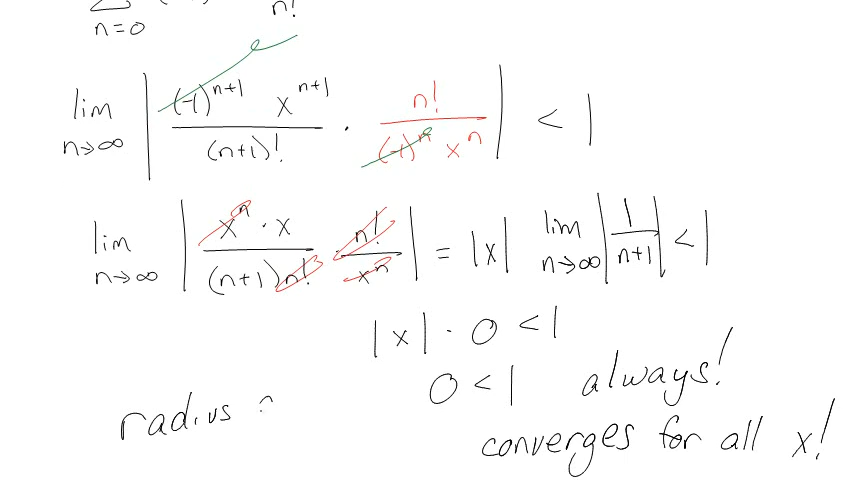 n=0 n!
lim n→∞ | (-1)^{n+1} x^{n+1} / (n+1)! · n! / (-1)^n x^n | < 1
lim n→∞ | x^n · x / (n+1) n! · n! / x^n | = |x| lim n→∞ | 1 / n+1 | < 1
|x| · 0 < 1
0 < 1 always!
radius
converges for all x!